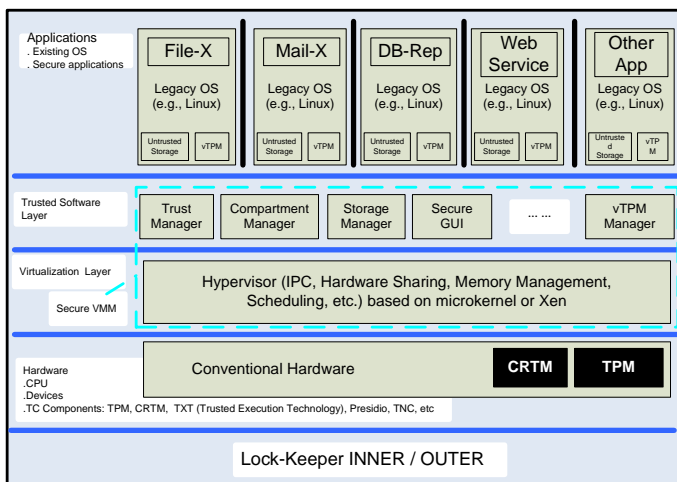 Applications
. Existing OS
. Secure applications
File-X
Legacy OS
(e.g., Linux)
Untrusted
Storage
vTPM
Mail-X
Legacy OS
(e.g., Linux)
Untrusted
Storage
vTPM
DB-Rep
Legacy OS
(e.g., Linux)
Untrusted
Storage
vTPM
Web
Service
Legacy OS
(e.g., Linux)
Untrusted
Storage
vTPM
Other
App
Legacy OS
(e.g., Linux)
Untruste
d
Storage
vTP
M
Trusted Software
Layer
Trust
Manager
Compartment
Manager
Storage
Manager
Secure
GUI
... ...
vTPM
Manager
Virtualization Layer
Secure VMM
Hypervisor (IPC, Hardware Sharing, Memory Management,
Scheduling, etc.) based on microkernel or Xen
Hardware
.CPU
.Devices
.TC Components: TPM, CRTM, TXT (Trusted Execution Technology), Presidio, TNC, etc
Conventional Hardware
CRTM
TPM
Lock-Keeper INNER / OUTER